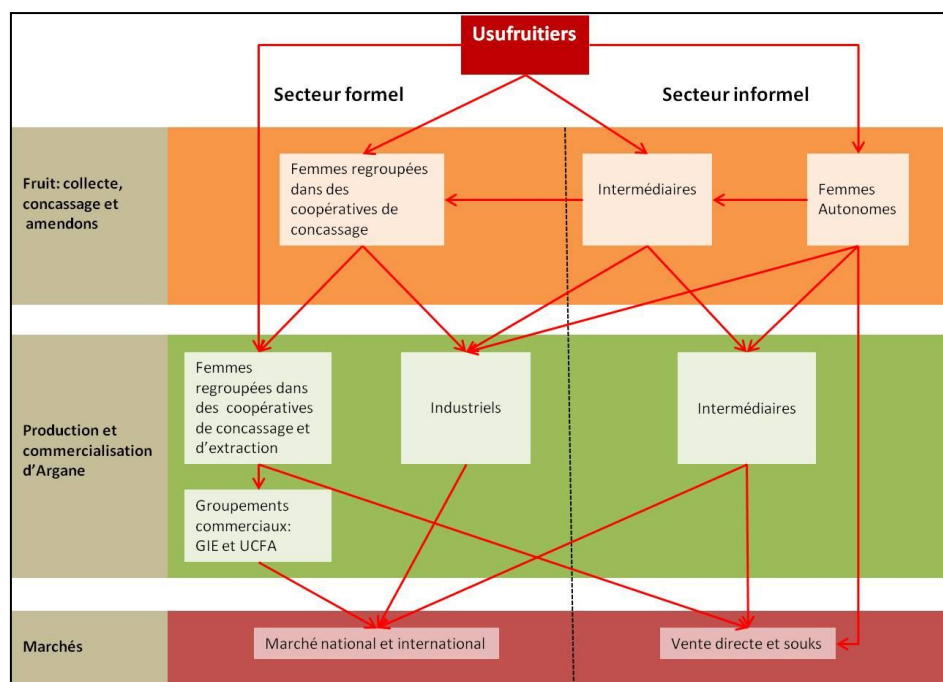 Usufruitiers
Secteur formel
Secteur informel
Fruit: collecte,
concassage et
amendons
Femmes regroupées
dans des
coopératives de
concassage
Intermédiaires
Femmes
Autonomes
Production et
commercialisation
d’Argane
Femmes
regroupées dans
des coopératives
de concassage et
d’extraction
Industriels
Intermédiaires
Groupements
commerciaux:
GIE et UCFA
Marchés
Marché national et international
Vente directe et souks